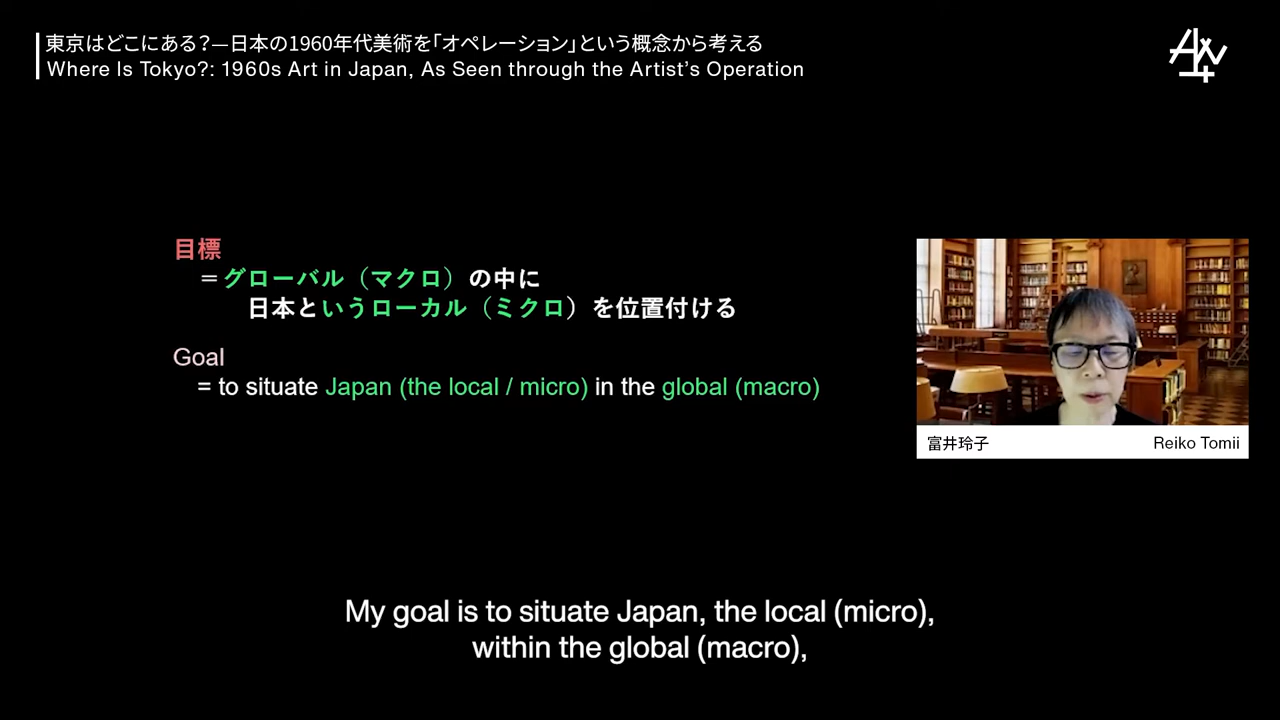 東京はどこにある?—日本の1960年代美術を「オペレーション」という概念から考える
Where Is Tokyo?: 1960s Art in Japan, As Seen through the Artist's Operation
目標
＝グローバル（マクロ）の中に
日本というローカル（ミクロ）を位置付ける
Goal
= to situate Japan (the local / micro) in the global (macro)
富井玲子 Reiko Tomii
My goal is to situate Japan, the local (micro),
within the global (macro),